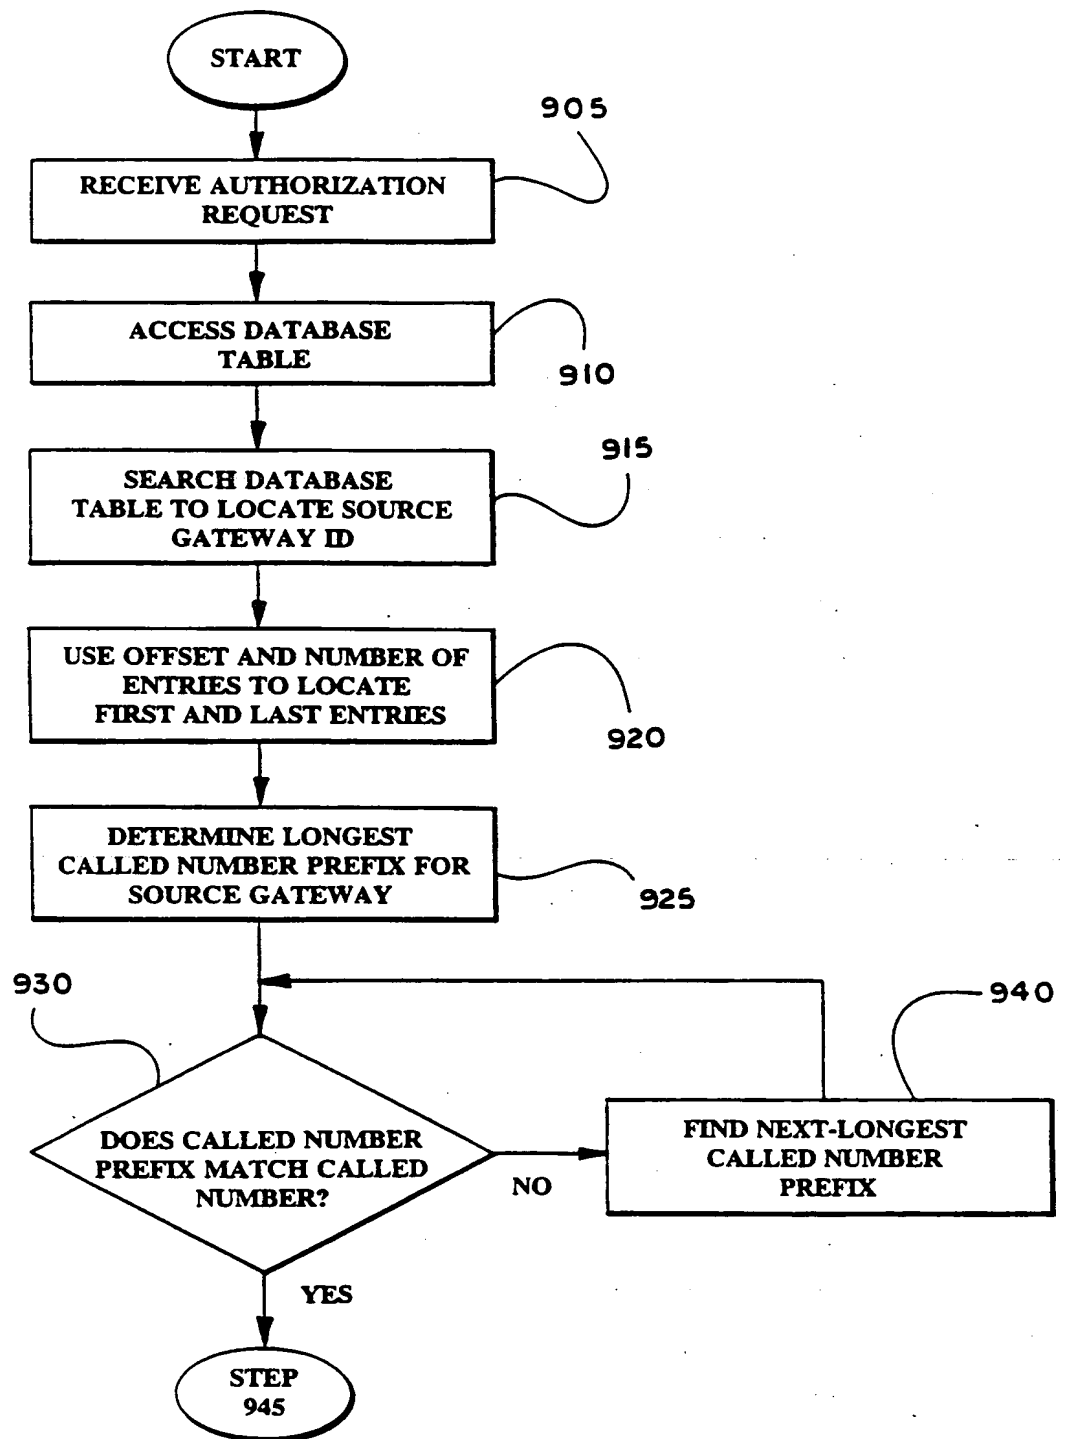 START
905
RECEIVE AUTHORIZATION
REQUEST
ACCESS DATABASE
TABLE
910
915
SEARCH DATABASE
TABLE TO LOCATE SOURCE
GATEWAY ID
USE OFFSET AND NUMBER OF
ENTRIES TO LOCATE
FIRST AND LAST ENTRIES
920
DETERMINE LONGEST
CALLED NUMBER PREFIX FOR
SOURCE GATEWAY
925
930
940
DOES CALLED NUMBER
PREFIX MATCH CALLED
NUMBER?
NO
FIND NEXT-LONGEST
CALLED NUMBER
PREFIX
YES
STEP
945